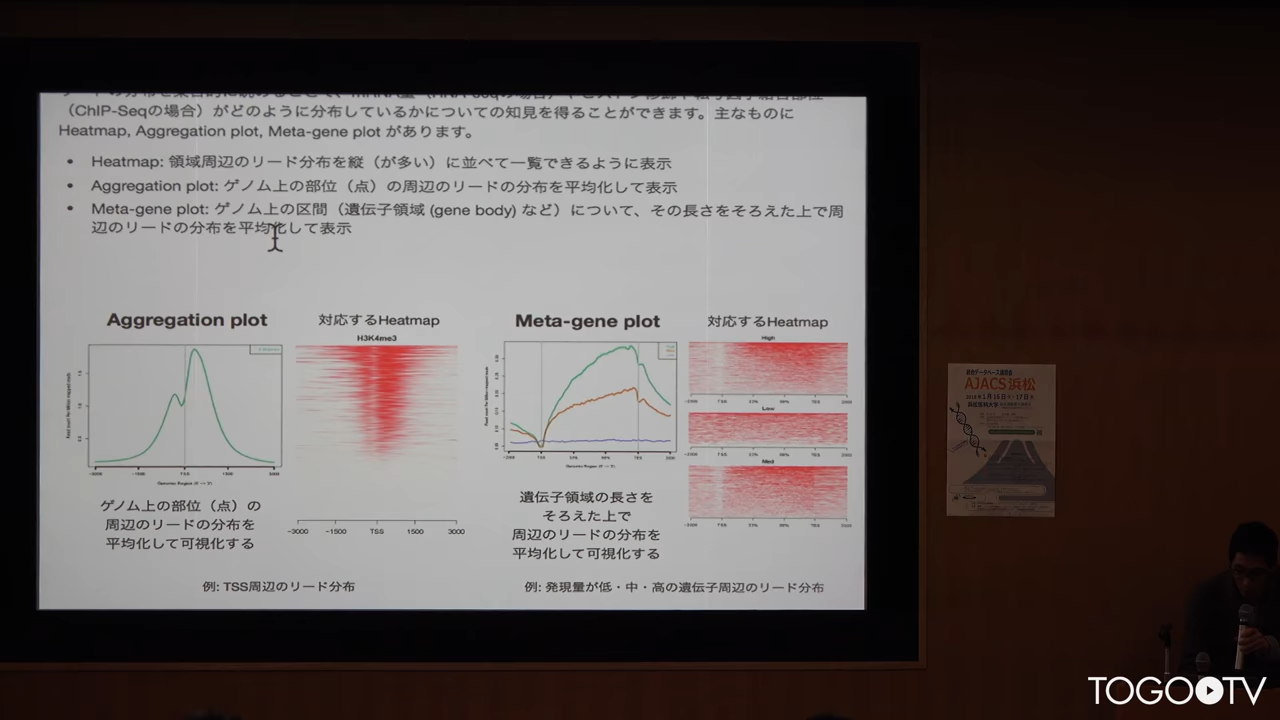 （ChIP-Seqの場合）がどのように分布しているかについての知見を得ることができます。主なものに
Heatmap, Aggregation plot, Meta-gene plot があります。
• Heatmap: 領域周辺のリード分布を縦（が多い）に並べて一覧できるように表示
• Aggregation plot: ゲノム上の部位（点）の周辺のリードの分布を平均化して表示
• Meta-gene plot: ゲノム上の区間（遺伝子領域 (gene body) など）について、その長さをそろえた上で周
辺のリードの分布を平均化して表示
Aggregation plot
対応するHeatmap
H3K4me3
-3000 -1500 TSS 1500 3000
ゲノム上の部位（点）の
周辺のリードの分布を
平均化して可視化する
-3000 -1500 TSS 1500 3000
例: TSS周辺のリード分布
Meta-gene plot
対応するHeatmap
High
Low
Med
遺伝子領域の長さを
そろえた上で
周辺のリードの分布を
平均化して可視化する
例: 発現量が低・中・高の遺伝子周辺のリード分布
AJACS浜松
TOGOTV